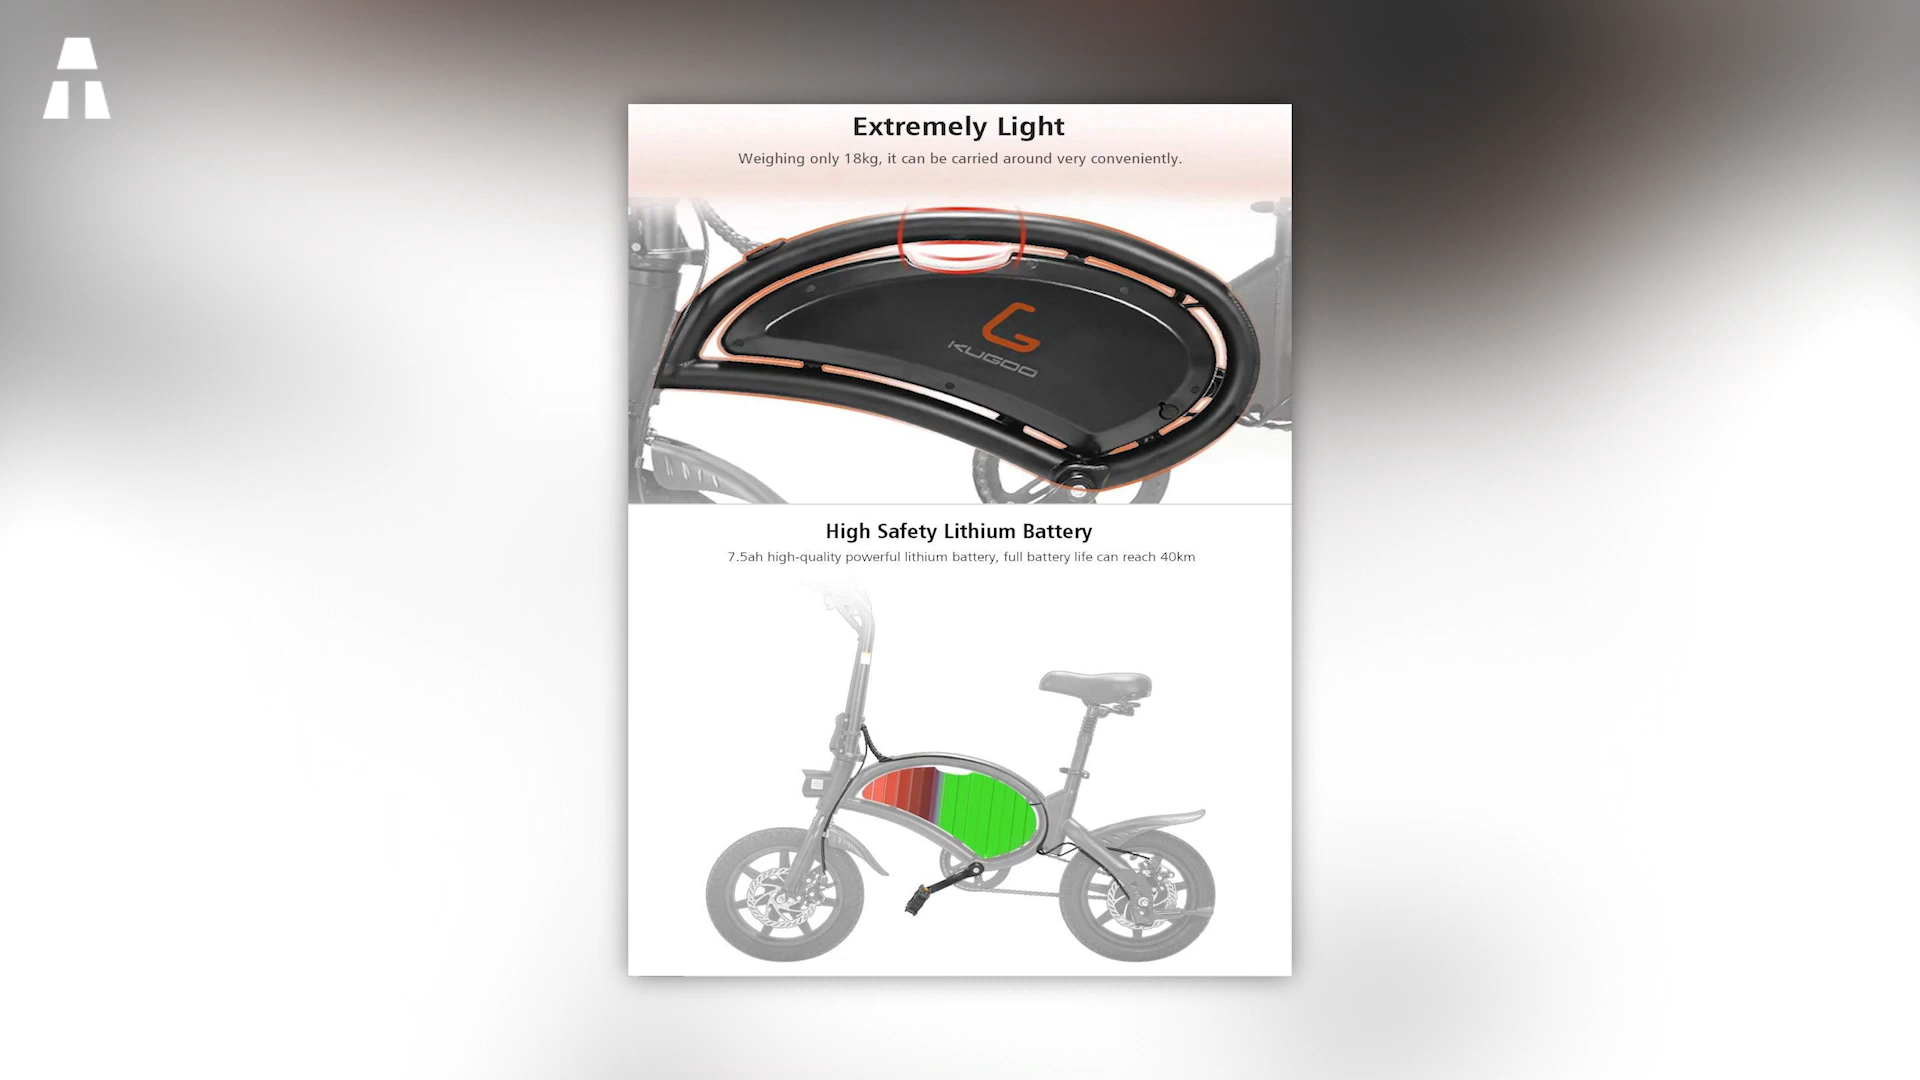 Extremely Light
Weighing only 18kg, it can be carried around very conveniently.
KUGOO
High Safety Lithium Battery
7.5ah high-quality powerful lithium battery, full battery life can reach 40km